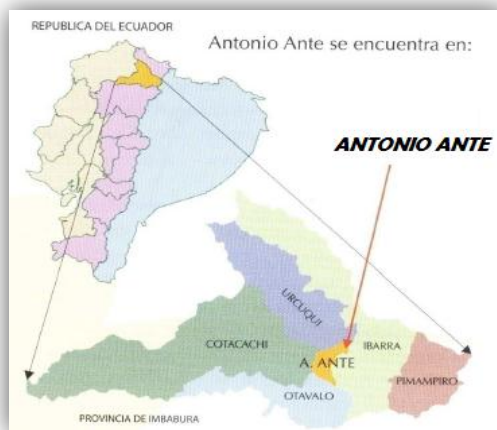 REPUBLICA DEL ECUADOR
Antonio Ante se encuentra en:
ANTONIO ANTE
URCUQUI
COTACACHI
IBARRA
A. ANTE
PIMAMPIRO
OTAVALO
PROVINCIA DE IMBABURA